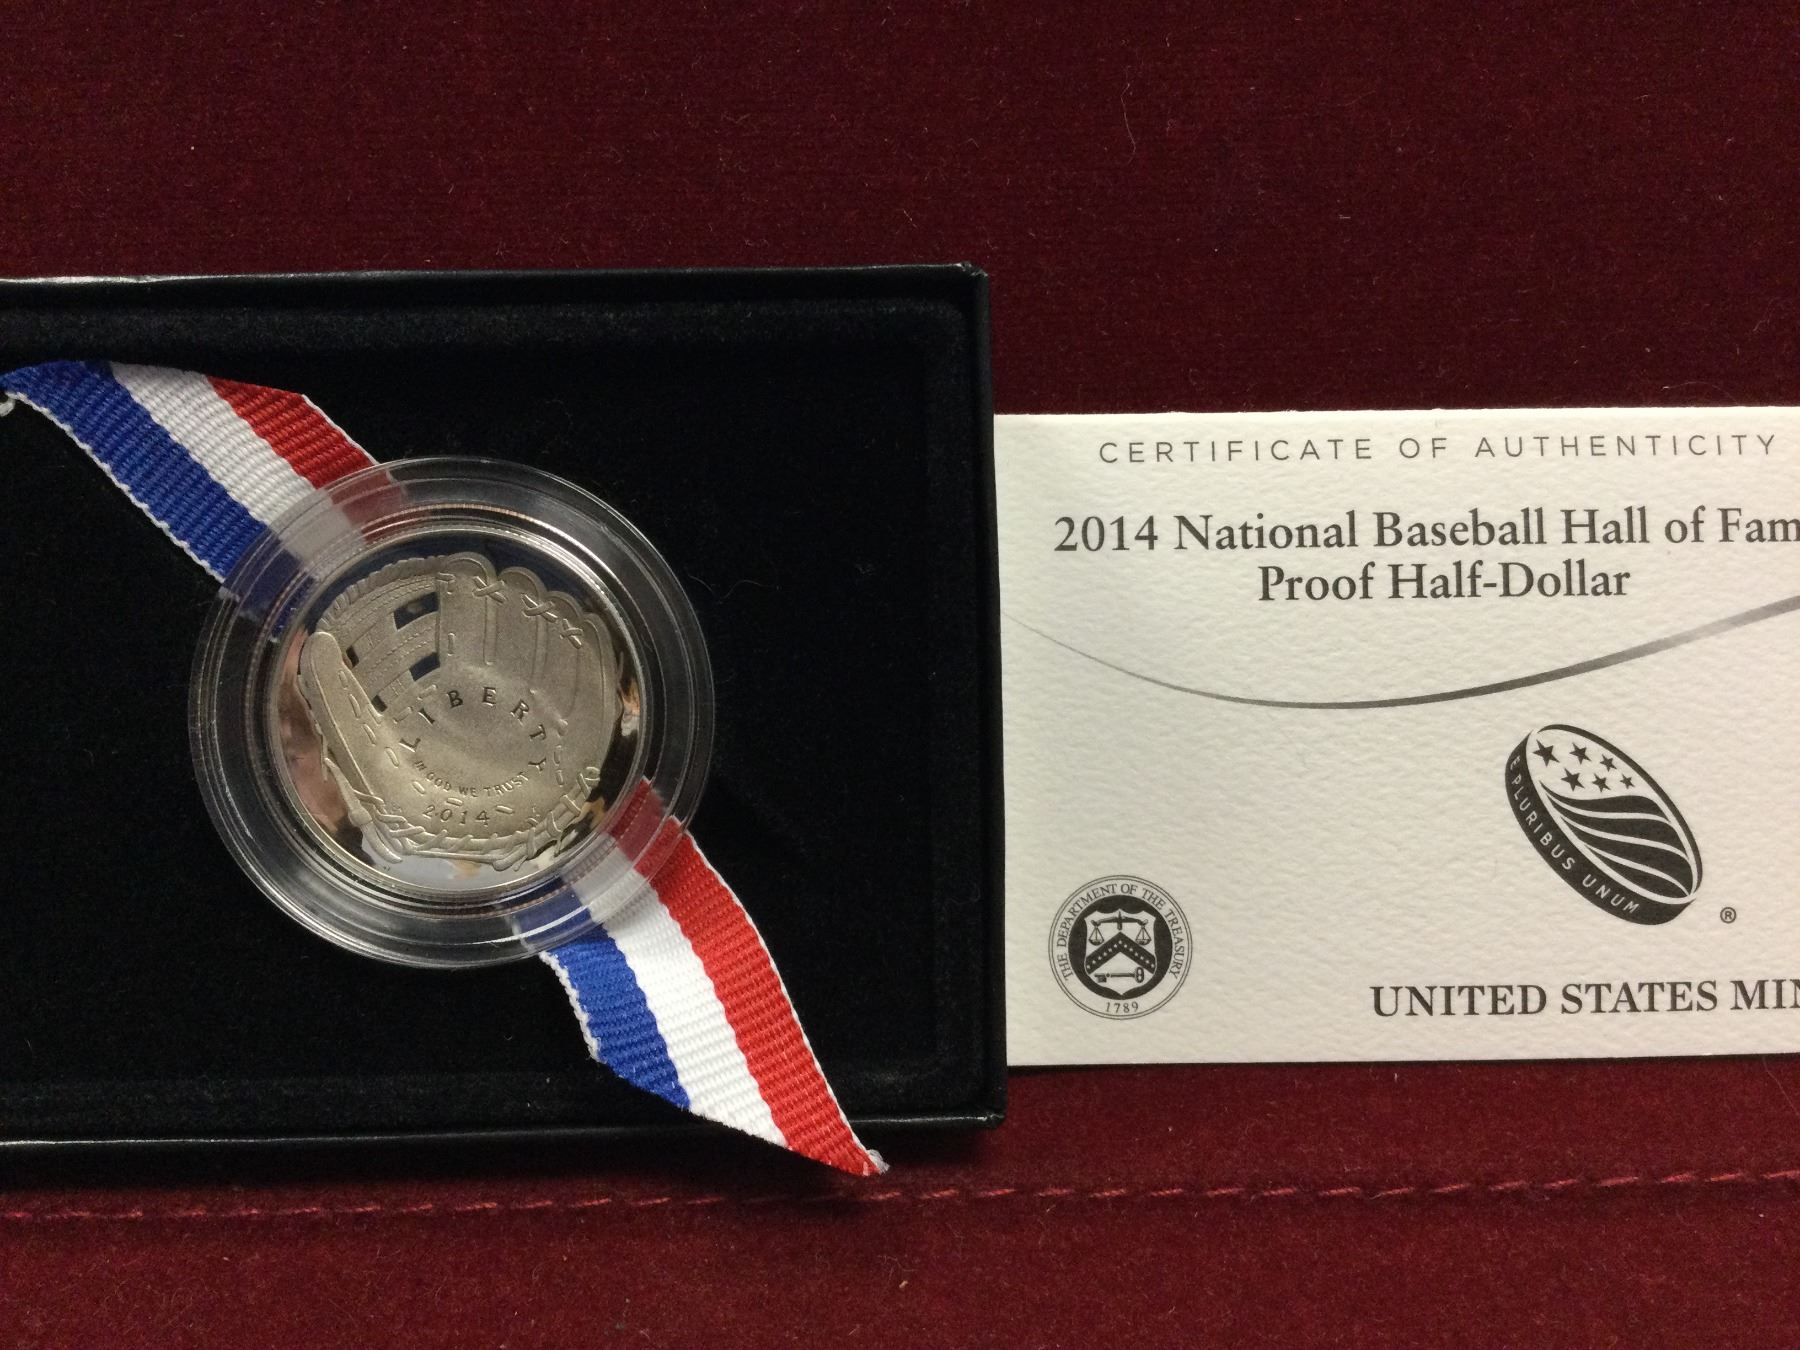 LIBERTY
IN GOD WE TRUST
2014
CERTIFICATE OF AUTHENTICITY
2014 National Baseball Hall of Fam
Proof Half-Dollar
E PLURIBUS UNUM
®
THE DEPARTMENT OF THE TREASURY
1789
UNITED STATES MIN